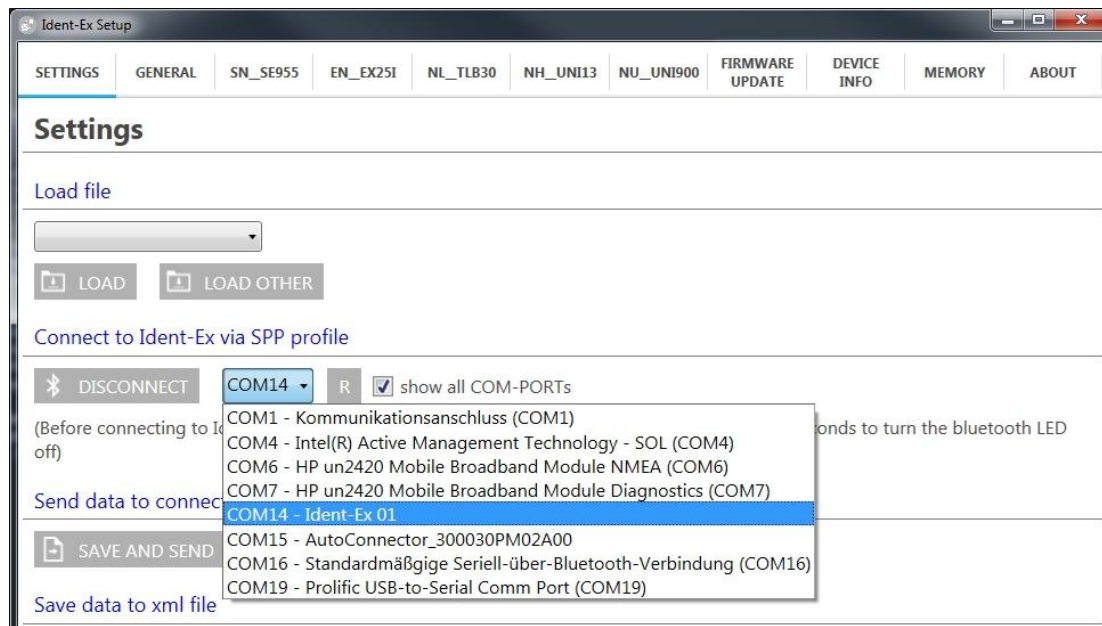 Ident-Ex Setup
SETTINGS GENERAL SN_SE955 EN_EX25I NL_TLB30 NH_UNI13 NU_UNI900 FIRMWARE UPDATE DEVICE INFO MEMORY ABOUT
Settings
Load file
LOAD LOAD OTHER
Connect to Ident-Ex via SPP profile
DISCONNECT COM14 R show all COM-PORTs
(Before connecting to onds to turn the bluetooth LED
off)
COM1 - Kommunikationsanschluss (COM1)
COM4 - Intel(R) Active Management Technology - SOL (COM4)
COM6 - HP un2420 Mobile Broadband Module NMEA (COM6)
COM7 - HP un2420 Mobile Broadband Module Diagnostics (COM7)
COM14 - Ident-Ex 01
COM15 - AutoConnector_300030PM02A00
COM16 - Standardmäßgige Seriell-über-Bluetooth-Verbindung (COM16)
COM19 - Prolific USB-to-Serial Comm Port (COM19)
Send data to connec
SAVE AND SEND
Save data to xml file